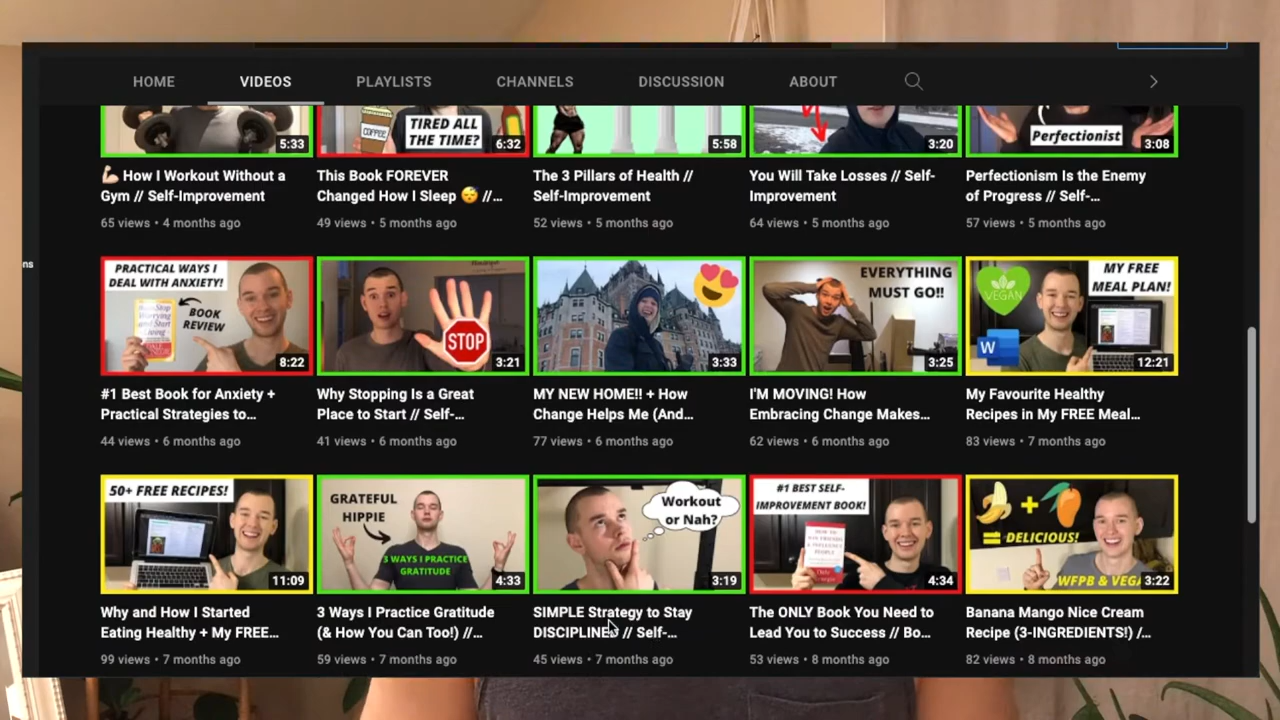 HOME VIDEOS PLAYLISTS CHANNELS DISCUSSION ABOUT
COFFEE
TIRED ALL
THE TIME?
Perfectionist
5:33
6:32
5:58
3:20
3:08
💪🏻 How I Workout Without a
Gym // Self-Improvement
65 views • 4 months ago
This Book FOREVER
Changed How I Sleep 😴 //...
49 views • 5 months ago
The 3 Pillars of Health //
Self-Improvement
52 views • 5 months ago
You Will Take Losses // Self-
Improvement
64 views • 5 months ago
Perfectionism Is the Enemy
of Progress // Self-...
57 views • 5 months ago
ns
PRACTICAL WAYS I
DEAL WITH ANXIETY!
BOOK
REVIEW
8:22
#1 Best Book for Anxiety +
Practical Strategies to...
44 views • 6 months ago
STOP
3:21
Why Stopping Is a Great
Place to Start // Self-...
41 views • 6 months ago
3:33
MY NEW HOME!! + How
Change Helps Me (And...
77 views • 6 months ago
EVERYTHING
MUST GO!!
3:25
I'M MOVING! How
Embracing Change Makes...
62 views • 6 months ago
VEGAN
W
MY FREE
MEAL PLAN!
12:21
My Favourite Healthy
Recipes in My FREE Meal...
83 views • 7 months ago
50+ FREE RECIPES!
11:09
Why and How I Started
Eating Healthy + My FREE...
99 views • 7 months ago
GRATEFUL
HIPPIE
3 WAYS I PRACTICE
GRATITUDE
4:33
3 Ways I Practice Gratitude
(& How You Can Too!) //...
59 views • 7 months ago
Workout
or Nah?
3:19
SIMPLE Strategy to Stay
DISCIPLINED // Self-...
45 views • 7 months ago
#1 BEST SELF-
IMPROVEMENT BOOK!
HOW TO
WIN FRIENDS
& INFLUENCE
PEOPLE
4:34
The ONLY Book You Need to
Lead You to Success // Bo...
53 views • 8 months ago
+
= DELICIOUS!
WFPB & VEGA
3:22
Banana Mango Nice Cream
Recipe (3-INGREDIENTS!) /...
82 views • 8 months ago